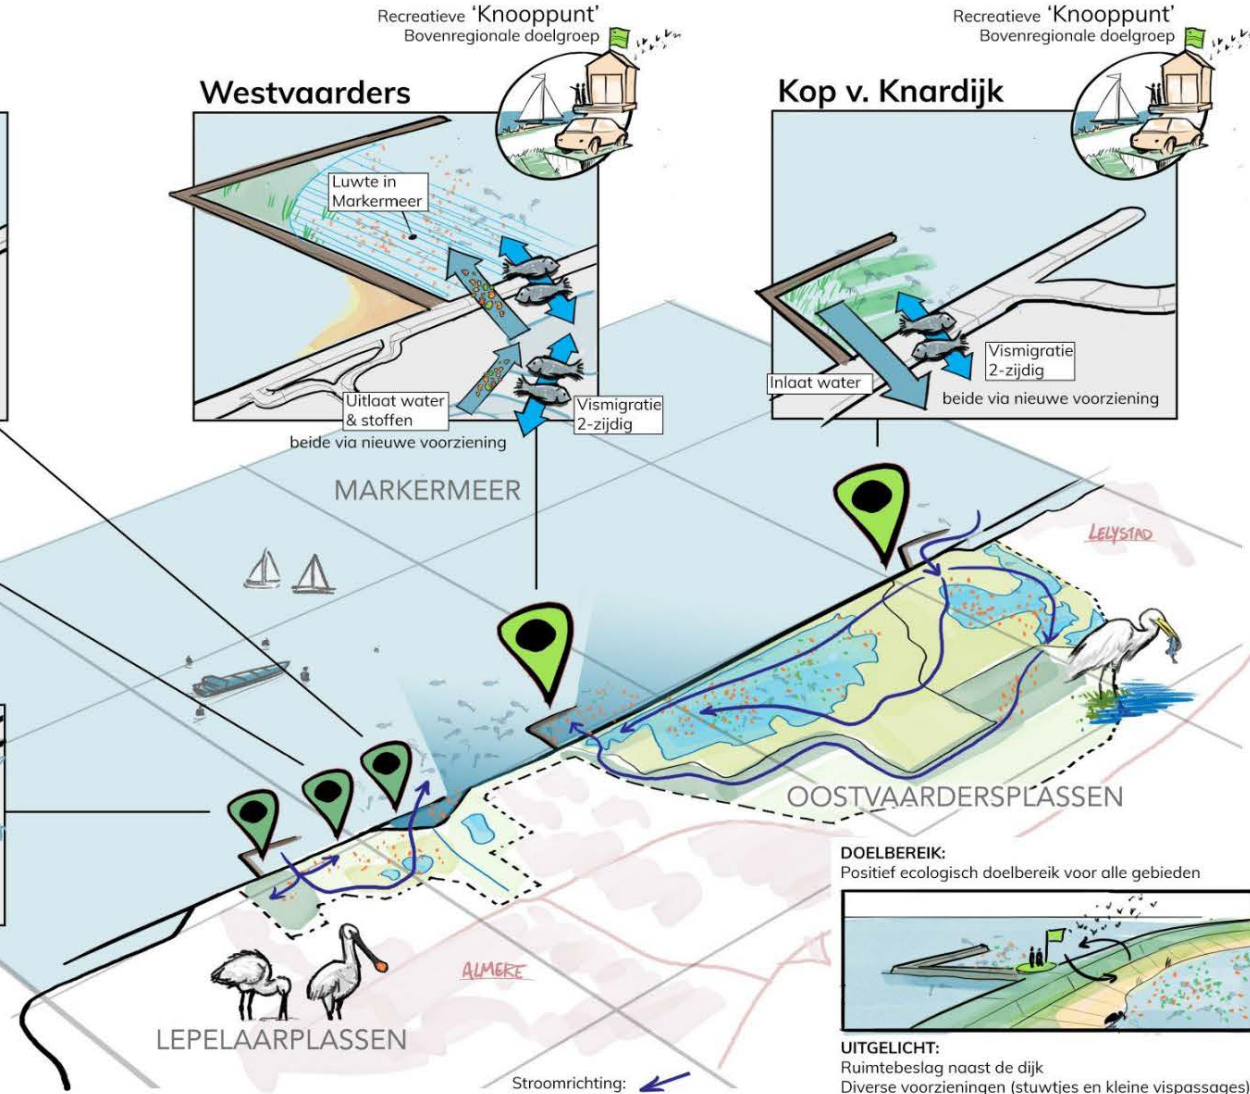 Recreatieve 'Knooppunt'
Bovenregionale doelgroep
Westvaarders
Luwte in
Markermeer
Uitlaat water
& stoffen
Vismigratie
2-zijdig
beide via nieuwe voorziening
Recreatieve 'Knooppunt'
Bovenregionale doelgroep
Kop v. Knardijk
Inlaat water
Vismigratie
2-zijdig
beide via nieuwe voorziening
MARKERMEER
LELYSTAD
OOSTVAARDERSPLASSEN
ALMERE
LEPELAARPLASSEN
Stroomrichting:
DOELBEREIK:
Positief ecologisch doelbereik voor alle gebieden
UITGELICHT:
Ruimtebeslag naast de dijk
Diverse voorzieningen (stuwtjes en kleine vispassages)